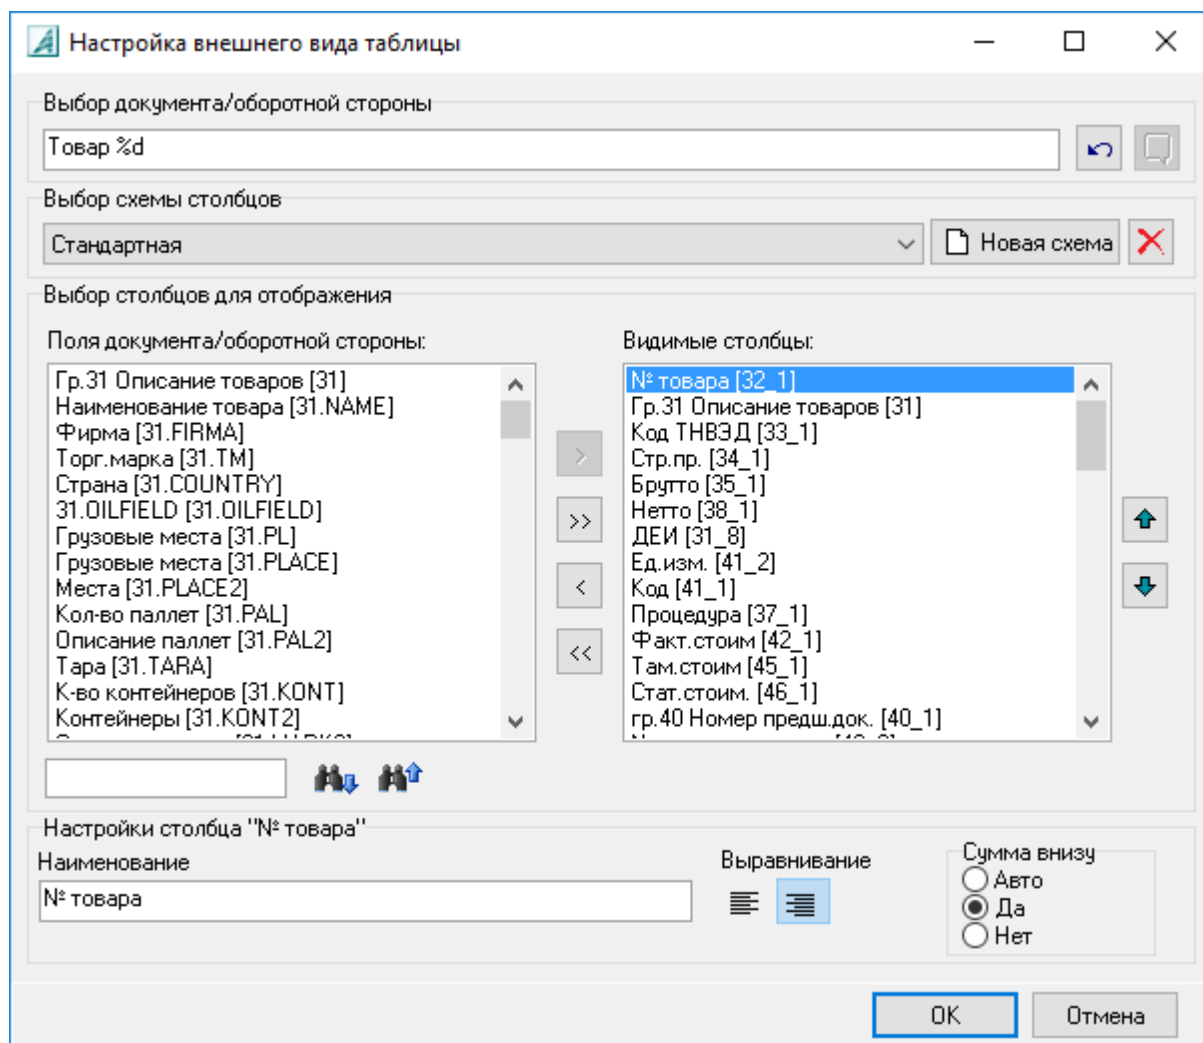 Настройка внешнего вида таблицы
Выбор документа/оборотной стороны
Товар %d
Выбор схемы столбцов
Стандартная
Новая схема
Выбор столбцов для отображения
Поля документа/оборотной стороны:
Гр.31 Описание товаров [31]
Наименование товара [31.NAME]
Фирма [31.FIRMA]
Торг.марка [31.TM]
Страна [31.COUNTRY]
31.OILFIELD [31.OILFIELD]
Грузовые места [31.PL]
Грузовые места [31.PLACE]
Места [31.PLACE2]
Кол-во паллет [31.PAL]
Описание паллет [31.PAL2]
Тара [31.TARA]
К-во контейнеров [31.KONT]
Контейнеры [31.KONT2]
>
>>
<
<<
Видимые столбцы:
№ товара [32_1]
Гр.31 Описание товаров [31]
Код ТНВЭД [33_1]
Стр.пр. [34_1]
Брутто [35_1]
Нетто [38_1]
ДЕИ [31_8]
Ед.изм. [41_2]
Код [41_1]
Процедура [37_1]
Факт.стоим [42_1]
Там.стоим [45_1]
Стат.стоим. [46_1]
гр.40 Номер предш.док. [40_1]
Настройки столбца "№ товара"
Наименование
№ товара
Выравнивание
Сумма внизу
Авто
Да
Нет
OK
Отмена